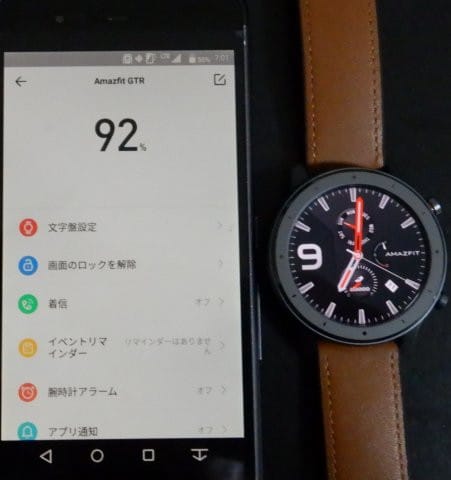 LTE 55% 7:01
Amazfit GTR
92%
文字盤設定
画面のロックを解除
着信 オフ
イベントリマ
インダー
リマインダーはありませ
ん
腕時計アラーム オフ
アプリ通知 オフ
9
AMAZFIT